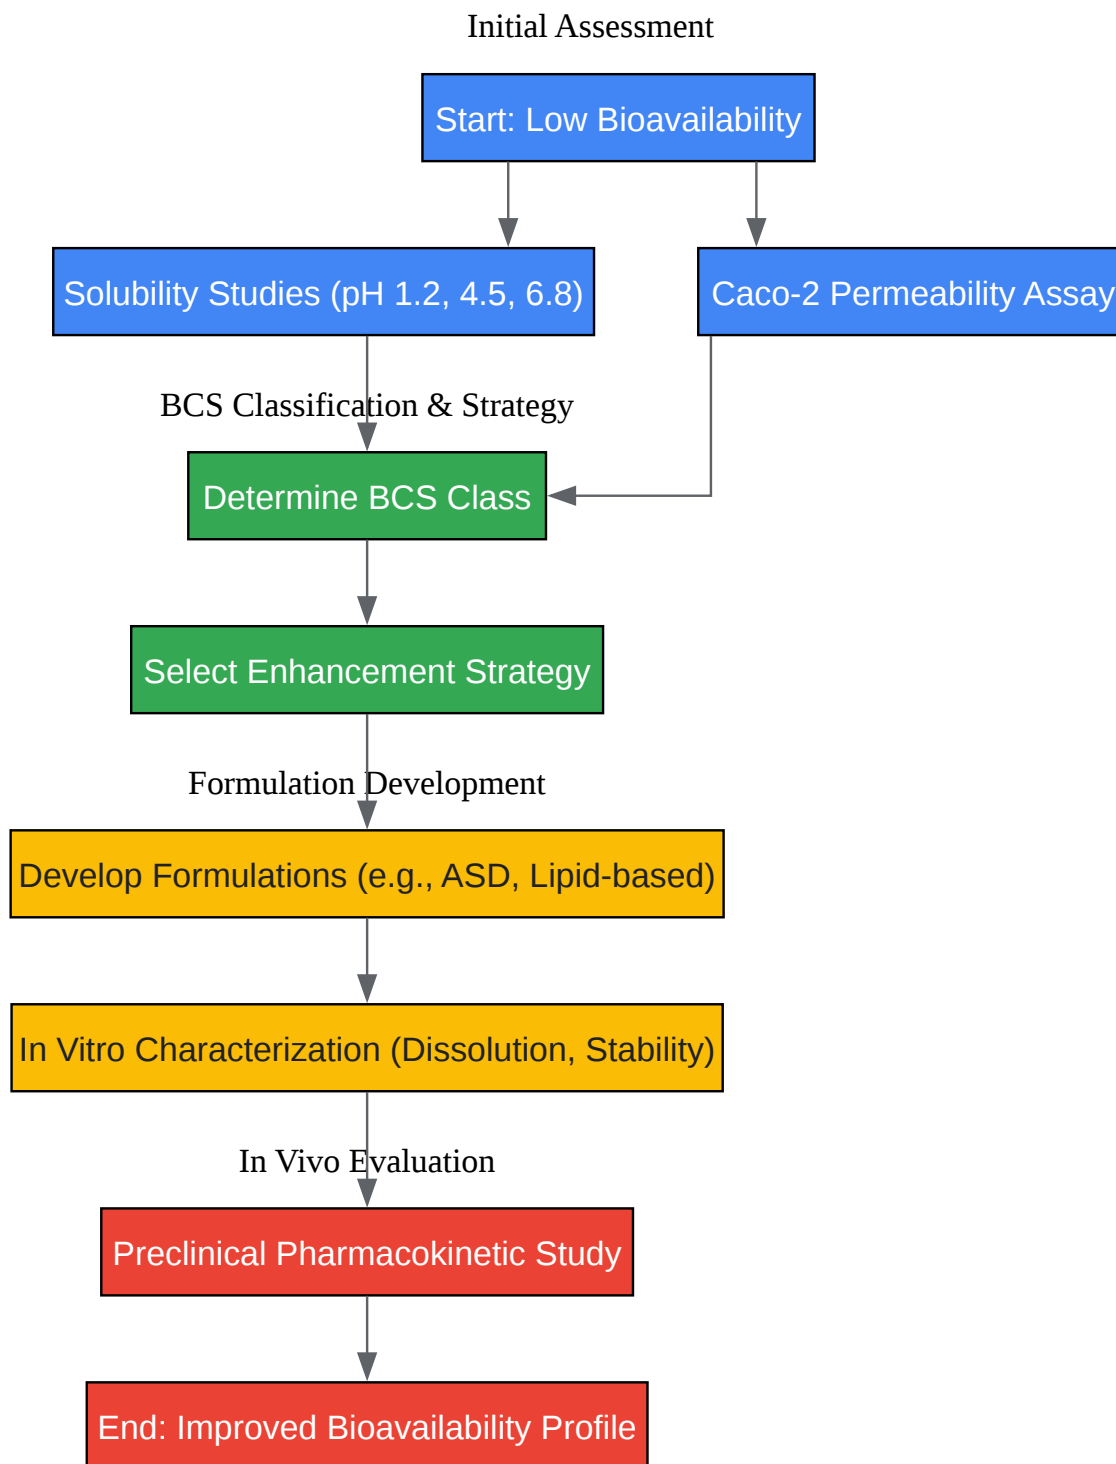 Initial Assessment
Start: Low Bioavailability
Solubility Studies (pH 1.2, 4.5, 6.8)
Caco-2 Permeability Assay
BCS Classification & Strategy
Determine BCS Class
Select Enhancement Strategy
Formulation Development
Develop Formulations (e.g., ASD, Lipid-based)
In Vitro Characterization (Dissolution, Stability)
In Vivo Evaluation
Preclinical Pharmacokinetic Study
End: Improved Bioavailability Profile